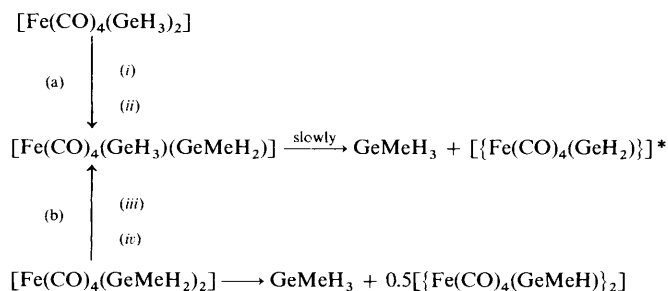 [Fe(CO)₄(GeH₃)₂]
(a) (i)
(ii)
[Fe(CO)₄(GeH₃)(GeMeH₂)] slowly⟶ GeMeH₃ + [{Fe(CO)₄(GeH₂)}]*
(b) (iii)
(iv)
[Fe(CO)₄(GeMeH₂)₂] ⟶ GeMeH₃ + 0.5[{Fe(CO)₄(GeMeH)}₂]